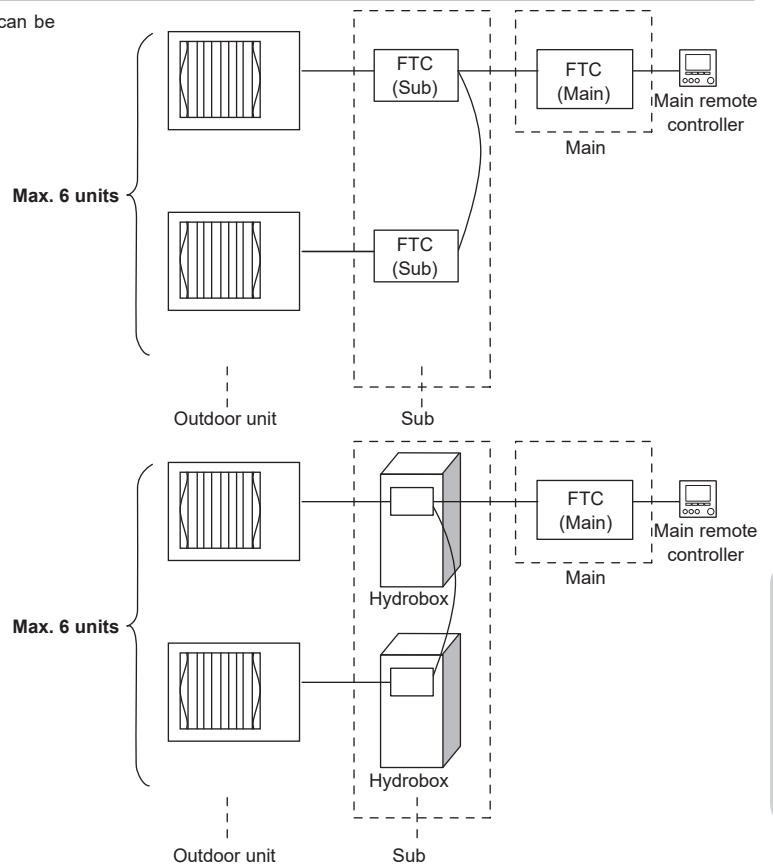 can be
FTC
(Sub)
FTC
(Main)
Main remote
controller
Main
Max. 6 units
FTC
(Sub)
Outdoor unit
Sub
FTC
(Main)
Main remote
controller
Main
Hydrobox
Max. 6 units
Hydrobox
Outdoor unit
Sub